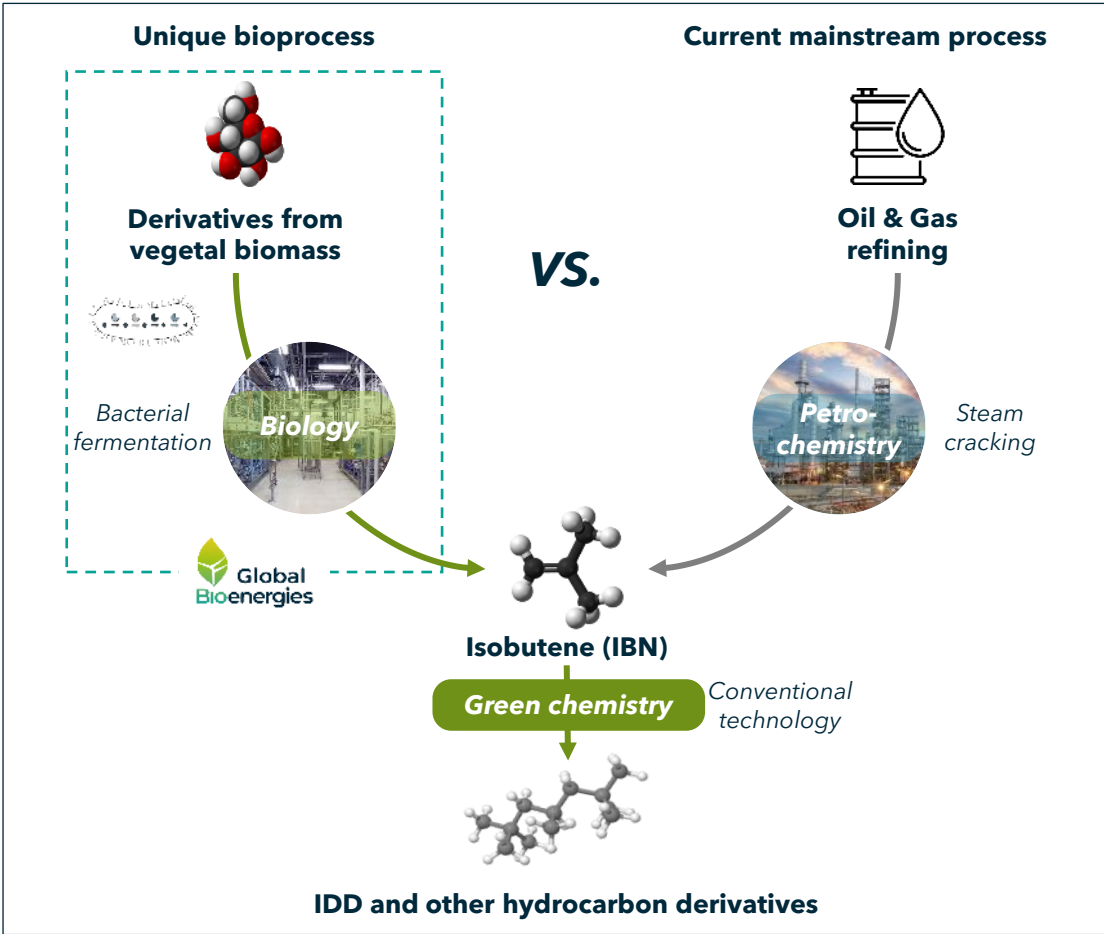 Unique bioprocess
Current mainstream process
Derivatives from
vegetal biomass
Oil & Gas
refining
VS.
Bacterial
fermentation
Biology
Petro-
chemistry
Steam
cracking
Global
Bioenergies
Isobutene (IBN)
Green chemistry
Conventional
technology
IDD and other hydrocarbon derivatives